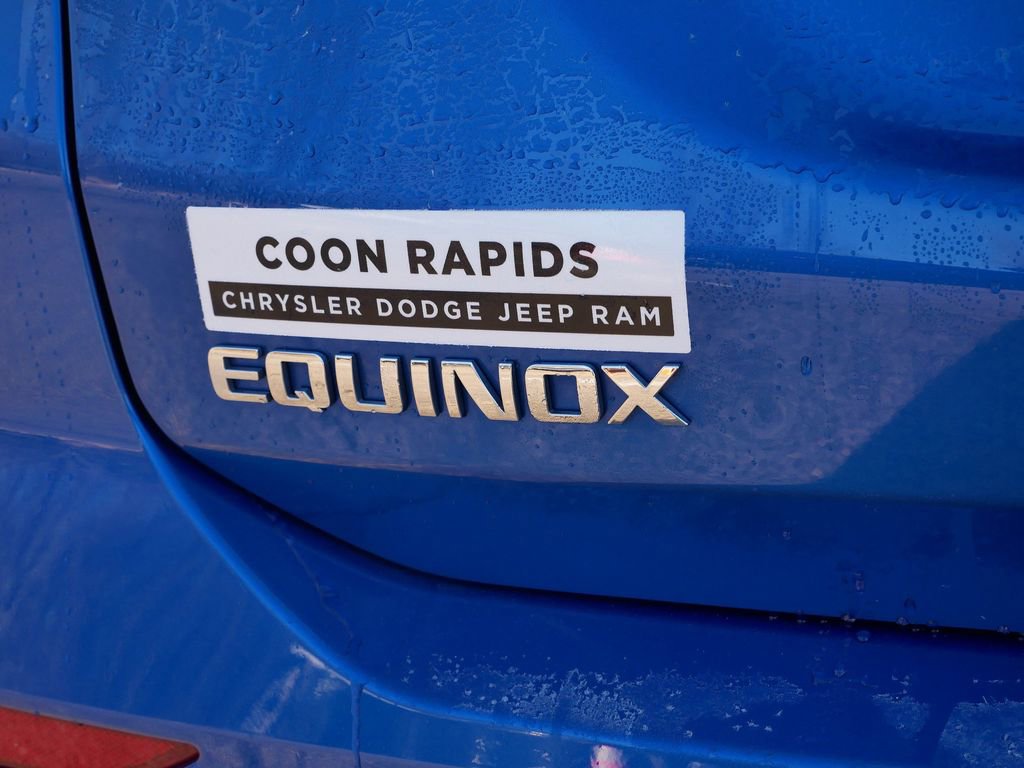 COON RAPIDS
CHRYSLER DODGE JEEP RAM
EQUINOX